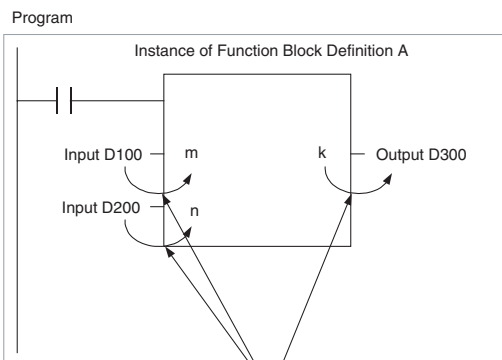 Program
Instance of Function Block Definition A
Input D100 m k Output D300
Input D200 n